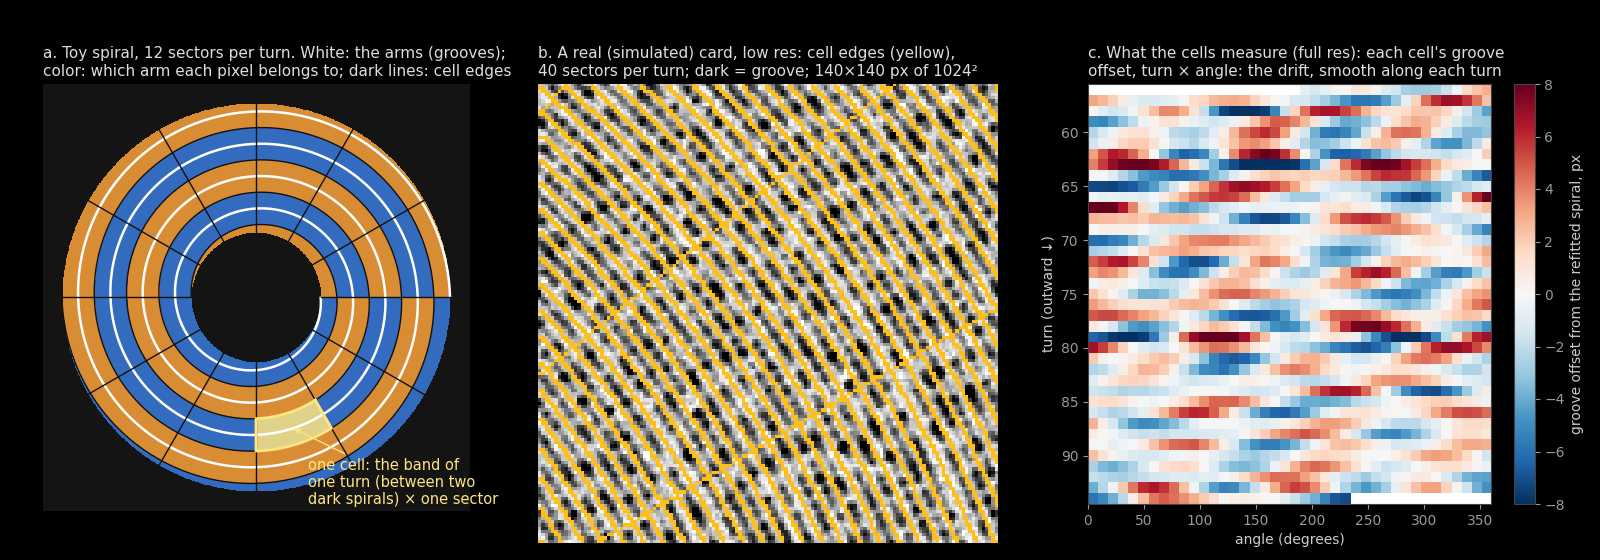 a. Toy spiral, 12 sectors per turn. White: the arms (grooves);
color: which arm each pixel belongs to; dark lines: cell edges
one cell: the band of
one turn (between two
dark spirals) × one sector
b. A real (simulated) card, low res: cell edges (yellow),
40 sectors per turn; dark = groove; 140×140 px of 1024²
c. What the cells measure (full res): each cell's groove
offset, turn × angle: the drift, smooth along each turn
turn (outward ↓)
60
65
70
75
80
85
90
0
50
100
150
200
250
300
350
angle (degrees)
8
6
4
2
0
−2
−4
−6
−8
groove offset from the refitted spiral, px